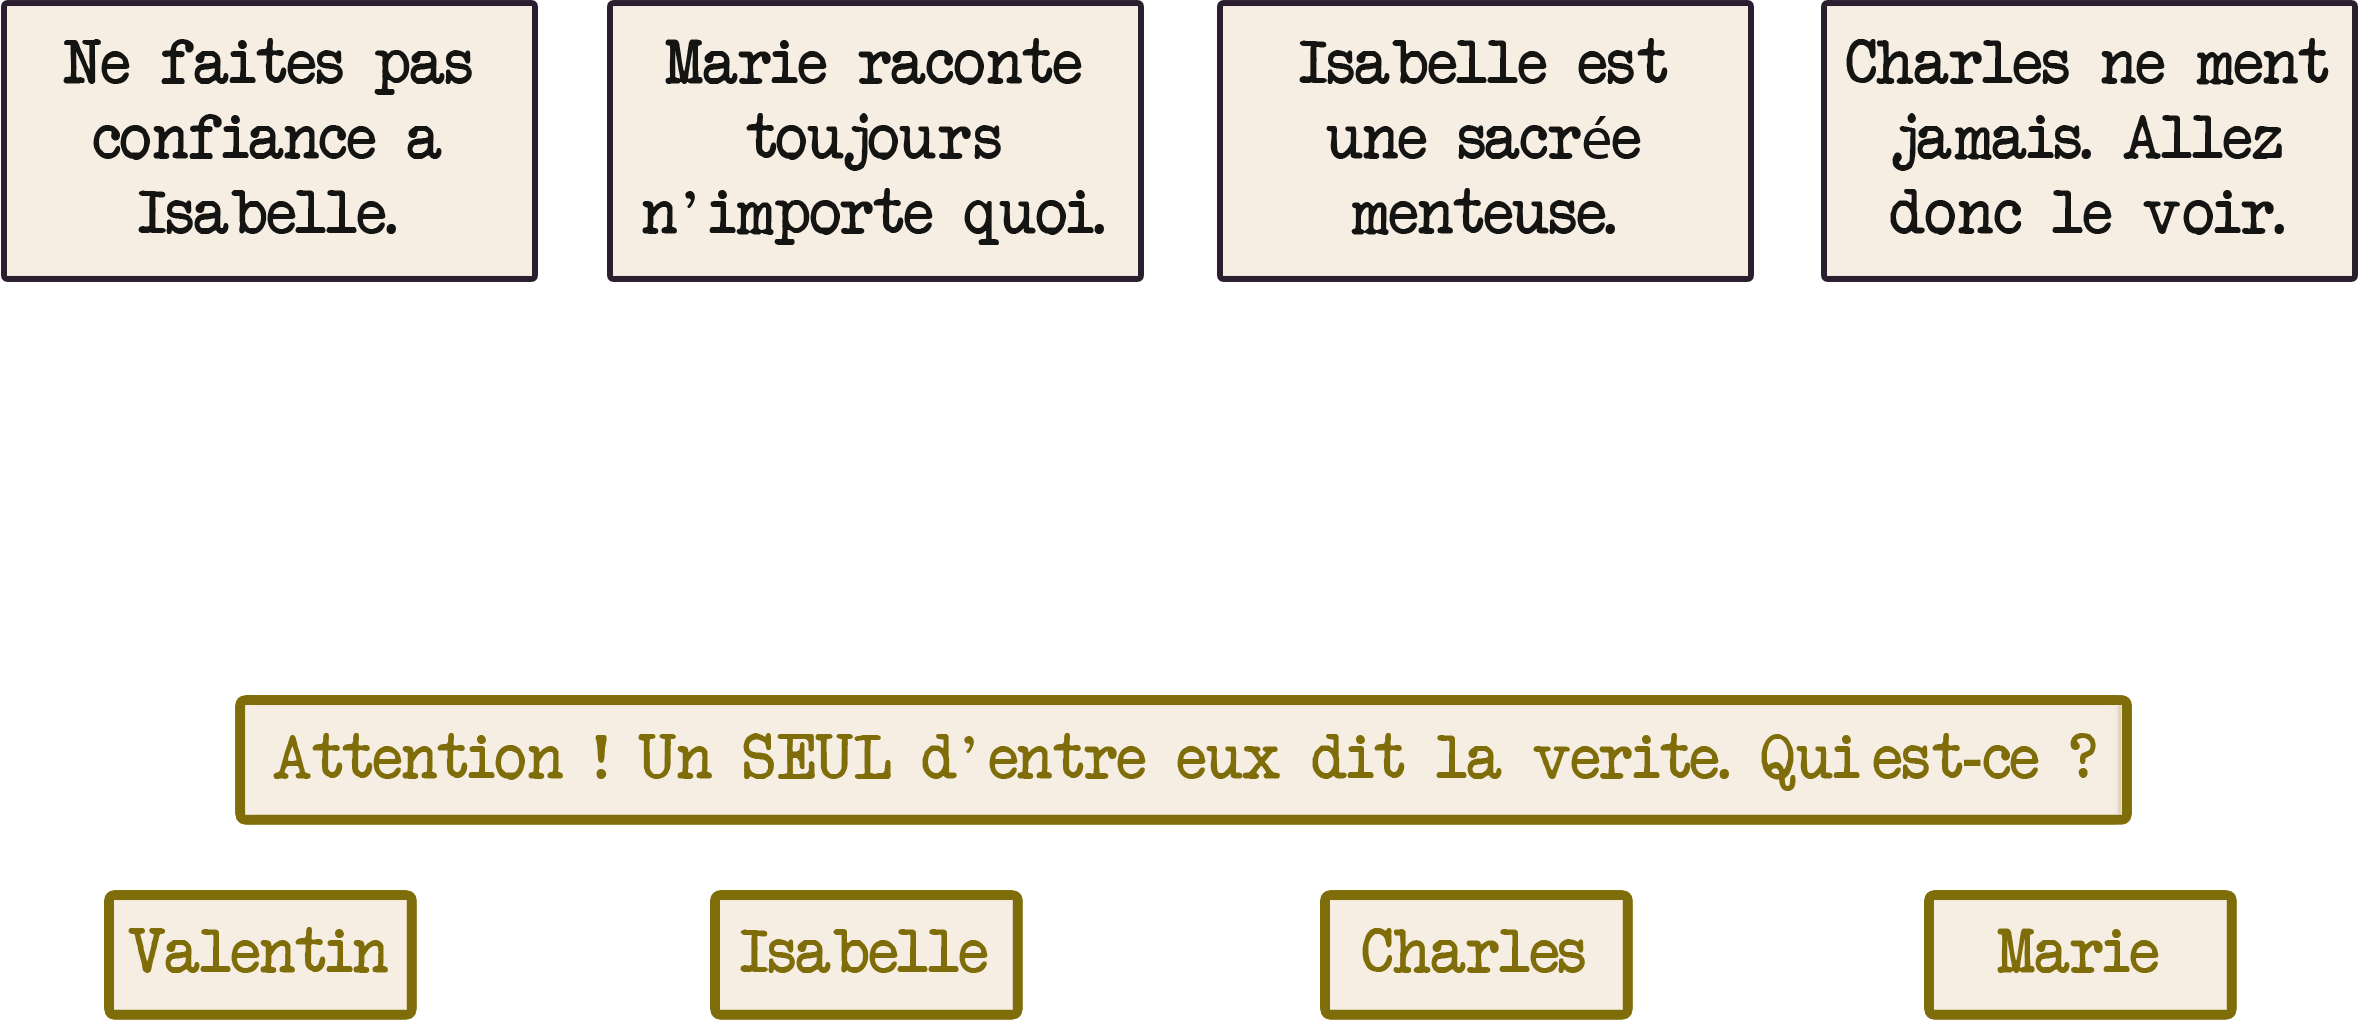 Ne faites pas
confiance a
Isabelle.
Marie raconte
toujours
n'importe quoi.
Isabelle est
une sacrée
menteuse.
Charles ne ment
jamais. Allez
donc le voir.
Attention ! Un SEUL d'entre eux dit la verite. Qui est-ce ?
Valentin
Isabelle
Charles
Marie